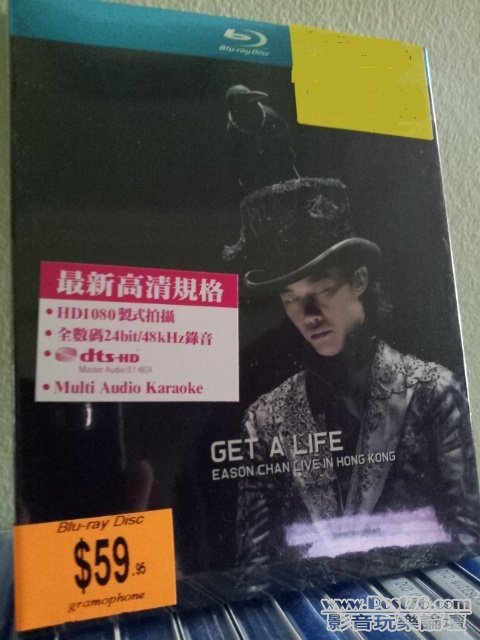 Blu-ray Disc
最新高清規格
• HD1080製式拍攝
• 全數碼24bit/48kHz錄音
• dts-HD
Master Audio/5.1 48/24
• Multi Audio Karaoke
GET A LIFE
EASON CHAN LIVE IN HONG KONG
Blu-ray Disc
$59.95
gramophone
www.Post76.com
影音玩樂論壇